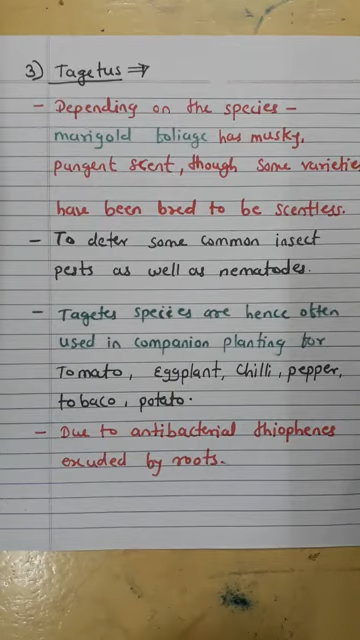 3) Tagetus ⇒
- Depending on the species -
marigold foliage has musky,
pungent scent, though some varieties
have been bred to be scentless.
- To deter some common insect
pests as well as nematodes.
- Tagetes species are hence often
used in companion planting for
Tomato, Eggplant, Chilli, pepper,
tobaco, potato.
- Due to antibacterial thiophenes
exuded by roots.